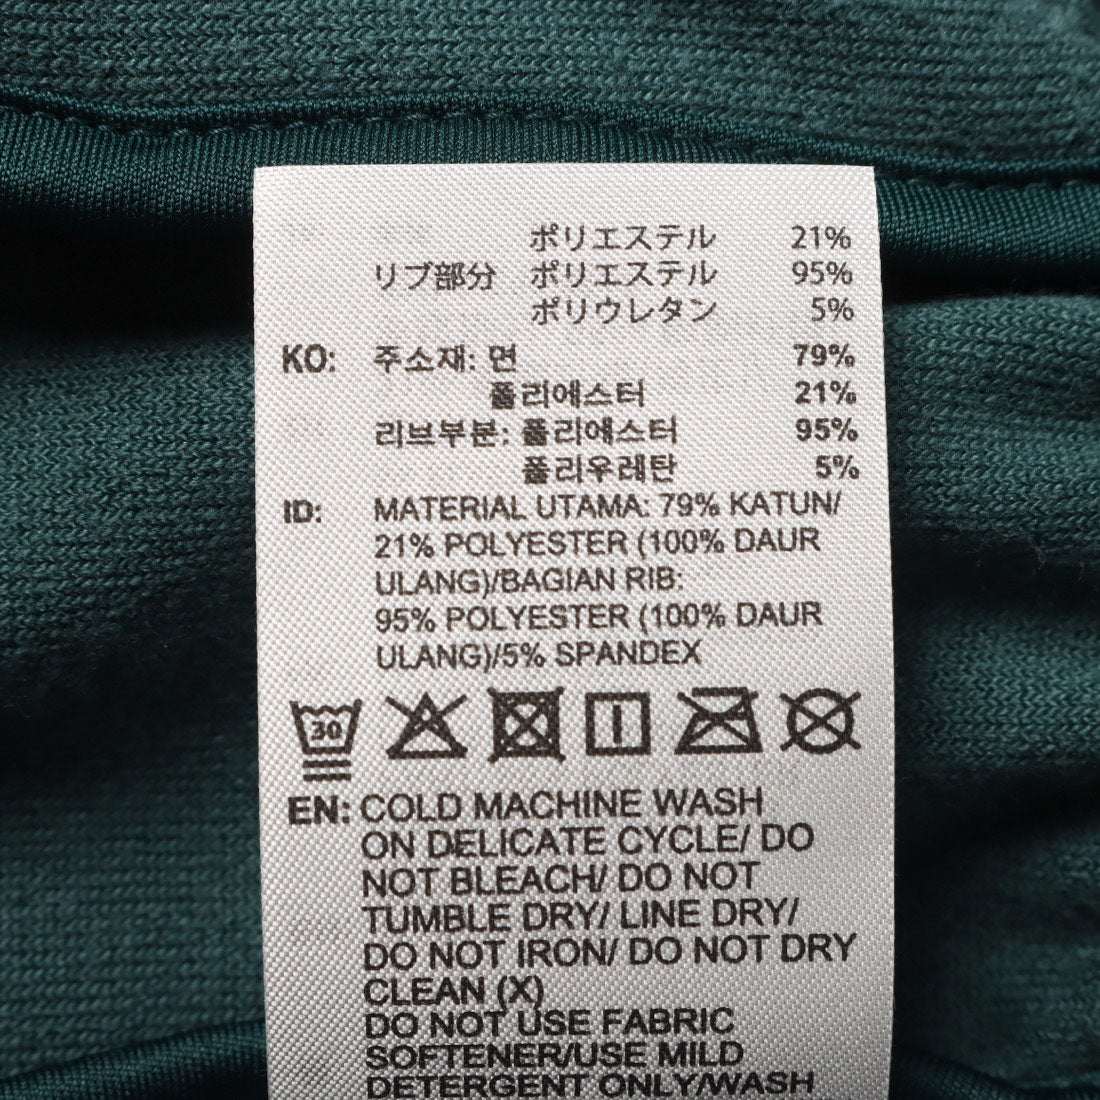 ポリエステル 21%
リブ部分 ポリエステル 95%
ポリウレタン 5%
KO: 주소재: 면 79%
폴리에스터 21%
리브부분: 폴리에스터 95%
폴리우레탄 5%
ID: MATERIAL UTAMA: 79% KATUN/
21% POLYESTER (100% DAUR
ULANG)/BAGIAN RIB:
95% POLYESTER (100% DAUR
ULANG)/5% SPANDEX
30
EN: COLD MACHINE WASH
ON DELICATE CYCLE/ DO
NOT BLEACH/ DO NOT
TUMBLE DRY/ LINE DRY/
DO NOT IRON/ DO NOT DRY
CLEAN (X)
DO NOT USE FABRIC
SOFTENER/USE MILD
DETERGENT ONLY/WASH